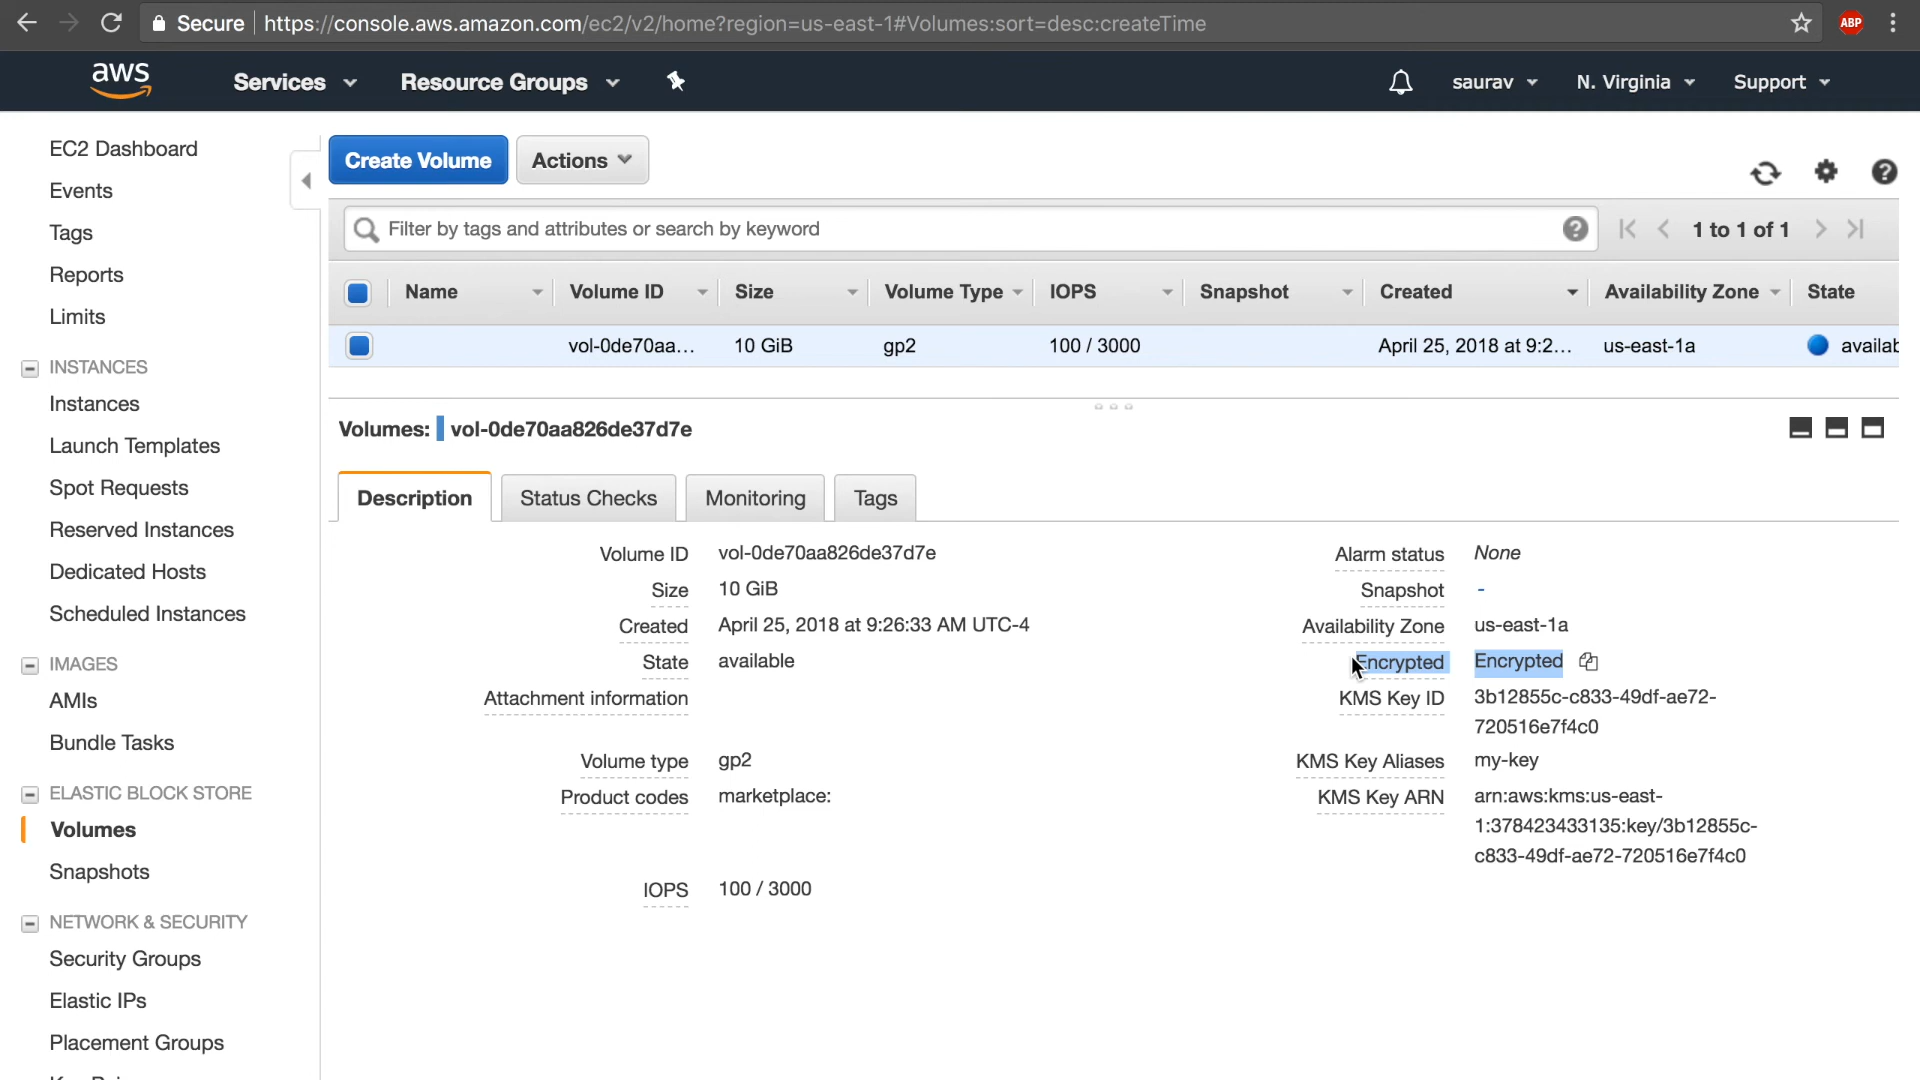 Secure https://console.aws.amazon.com/ec2/v2/home?region=us-east-1#Volumes:sort=desc:createTime ABP
aws Services Resource Groups saurav N. Virginia Support
EC2 Dashboard
Events
Tags
Reports
Limits
INSTANCES
Instances
Launch Templates
Spot Requests
Reserved Instances
Dedicated Hosts
Scheduled Instances
IMAGES
AMIs
Bundle Tasks
ELASTIC BLOCK STORE
Volumes
Snapshots
NETWORK & SECURITY
Security Groups
Elastic IPs
Placement Groups
Create Volume Actions
Filter by tags and attributes or search by keyword 1 to 1 of 1
Name Volume ID Size Volume Type IOPS Snapshot Created Availability Zone State
vol-0de70aa... 10 GiB gp2 100 / 3000 April 25, 2018 at 9:2... us-east-1a availab
Volumes: vol-0de70aa826de37d7e
Description Status Checks Monitoring Tags
Volume ID vol-0de70aa826de37d7e
Size 10 GiB
Created April 25, 2018 at 9:26:33 AM UTC-4
State available
Attachment information
Volume type gp2
Product codes marketplace:
IOPS 100 / 3000
Alarm status None
Snapshot -
Availability Zone us-east-1a
Encrypted Encrypted
KMS Key ID 3b12855c-c833-49df-ae72-
720516e7f4c0
KMS Key Aliases my-key
KMS Key ARN arn:aws:kms:us-east-
1:378423433135:key/3b12855c-
c833-49df-ae72-720516e7f4c0